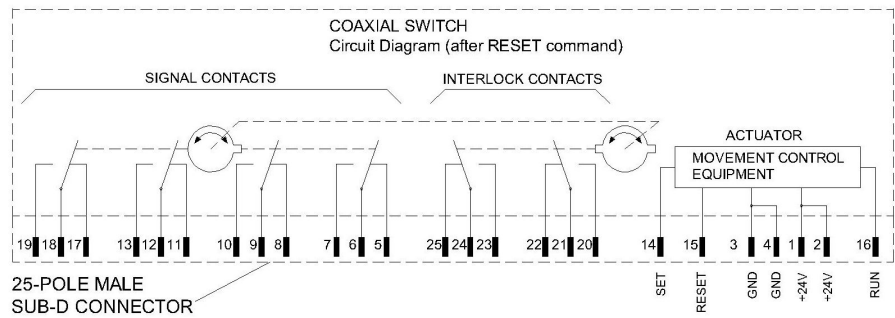 COAXIAL SWITCH
Circuit Diagram (after RESET command)
SIGNAL CONTACTS
INTERLOCK CONTACTS
ACTUATOR
MOVEMENT CONTROL
EQUIPMENT
19 18 17 13 12 11 10 9 8 7 6 5 25 24 23 22 21 20 14 15 3 4 1 2 16
SET
RESET
GND
GND
+24V
+24V
RUN
25-POLE MALE
SUB-D CONNECTOR